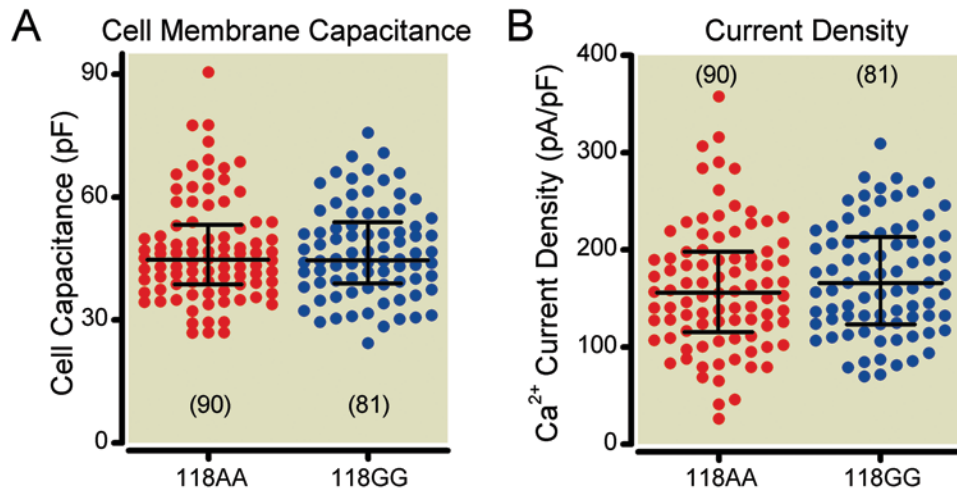 A
Cell Membrane Capacitance
Cell Capacitance (pF)
90
60
30
0
(90)
(81)
118AA
118GG
B
Current Density
Ca²⁺ Current Density (pA/pF)
400
300
200
100
0
(90)
(81)
118AA
118GG